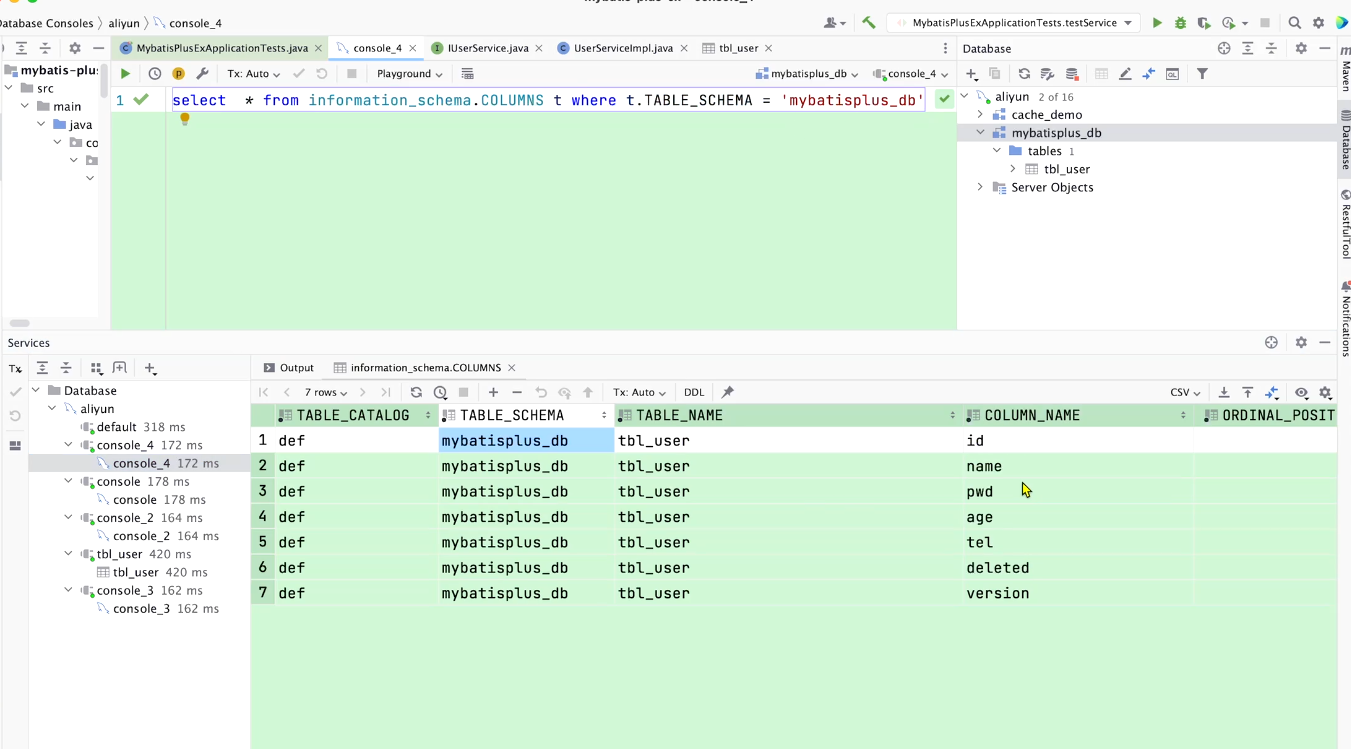 Database Consoles > aliyun > console_4
MybatisPlusExApplicationTests.testService
MybatisPlusExApplicationTests.java
console_4
IUserService.java
UserServiceImpl.java
tbl_user
Database
mybatis-plus
src
main
java
co
Tx: Auto
Playground
mybatisplus_db
console_4
1 select * from information_schema.COLUMNS t where t.TABLE_SCHEMA = 'mybatisplus_db'
aliyun 2 of 16
cache_demo
mybatisplus_db
tables 1
tbl_user
Server Objects
Maven
Database
RestfulTool
Notifications
Services
Tx
Database
aliyun
default 318 ms
console_4 172 ms
console_4 172 ms
console 178 ms
console 178 ms
console_2 164 ms
console_2 164 ms
tbl_user 420 ms
tbl_user 420 ms
console_3 162 ms
console_3 162 ms
Output
information_schema.COLUMNS
7 rows
Tx: Auto
DDL
CSV
TABLE_CATALOG TABLE_SCHEMA TABLE_NAME COLUMN_NAME ORDINAL_POSIT
1 def mybatisplus_db tbl_user id
2 def mybatisplus_db tbl_user name
3 def mybatisplus_db tbl_user pwd
4 def mybatisplus_db tbl_user age
5 def mybatisplus_db tbl_user tel
6 def mybatisplus_db tbl_user deleted
7 def mybatisplus_db tbl_user version